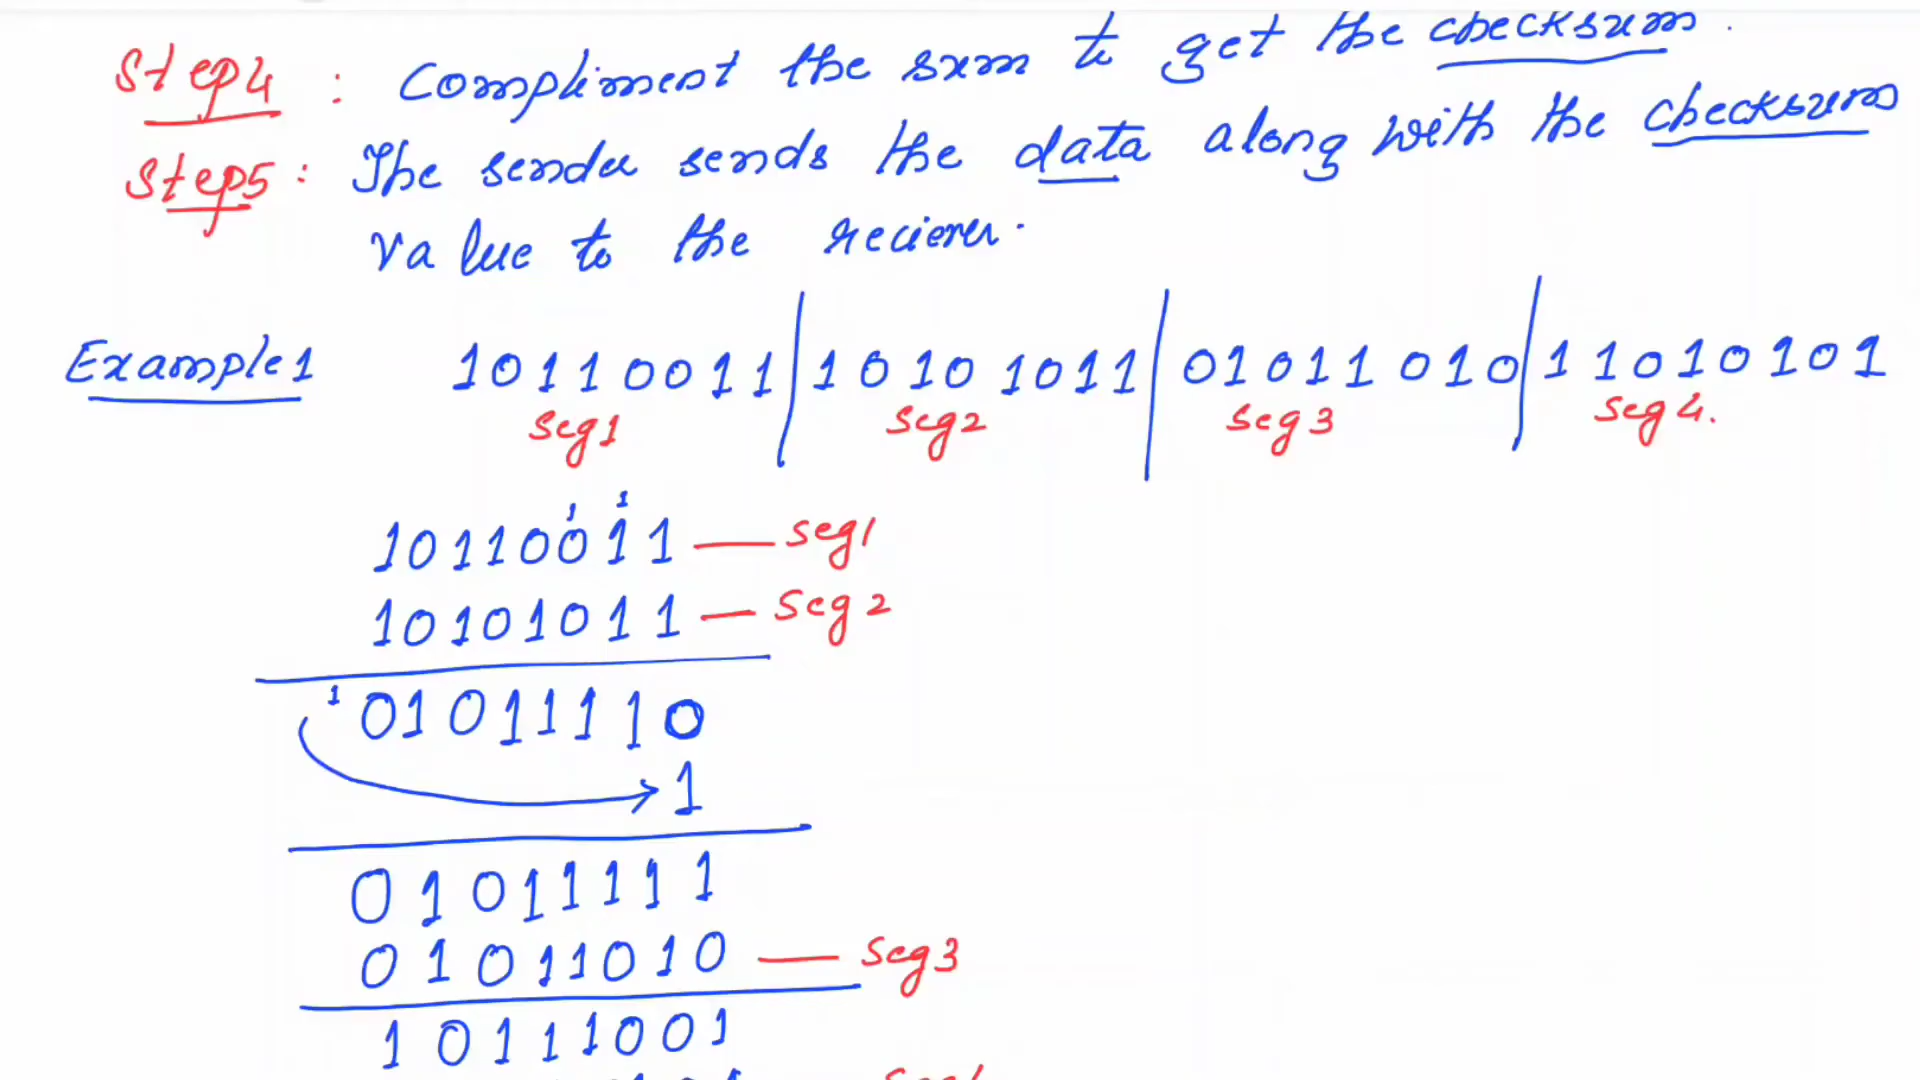 Step4 : Compliment the sum to get the checksum.
Step5 : The sender sends the data along with the checksum
value to the reciever.
Example1 10110011 | 10101011 | 01011010 | 11010101
Seg1 Seg2 Seg3 Seg4.
1 1
10110011 — Seg1
10101011 — Seg2
1 01011110
1
01011111
01011010 — Seg3
10111001